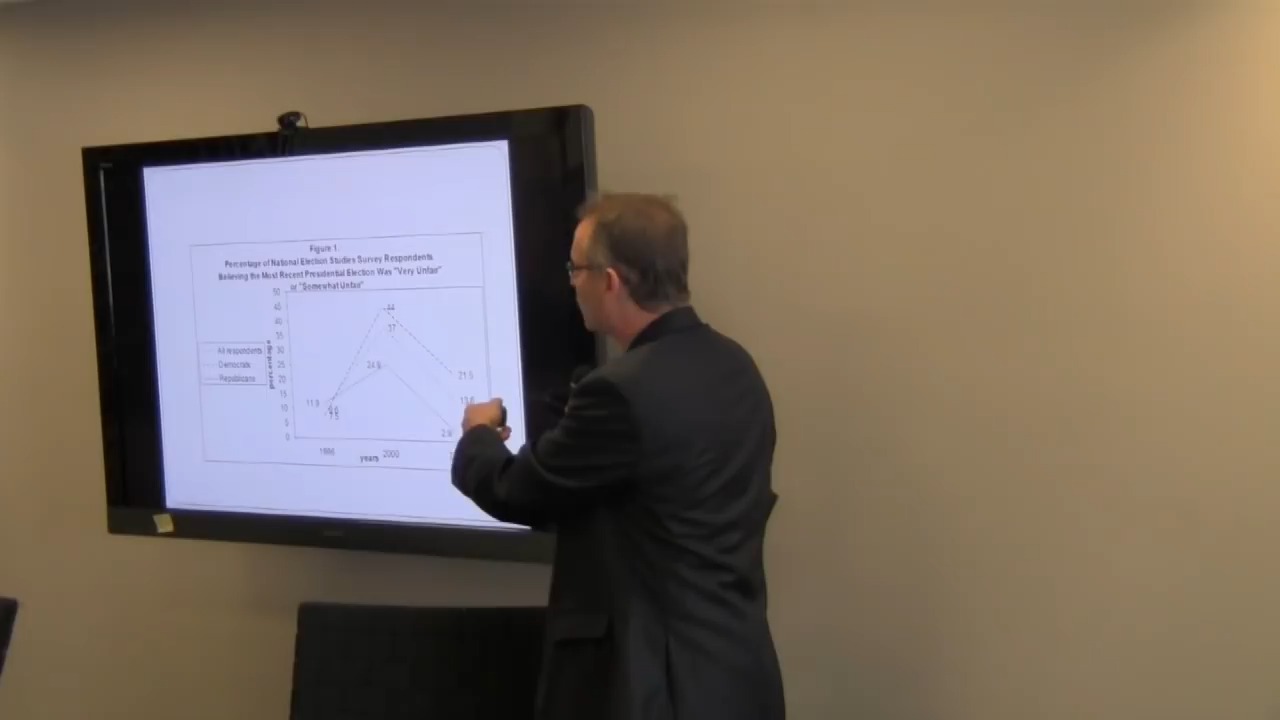 Figure 1
Percentage of National Election Studies Survey Respondents
Believing the Most Recent Presidential Election Was "Very Unfair"
or "Somewhat Unfair"
50
45
40
35
30
25
20
15
10
5
0
percentage
All respondents
Democrats
Republicans
44
37
24.9
21.5
11.9
2.9
1996
2000
years